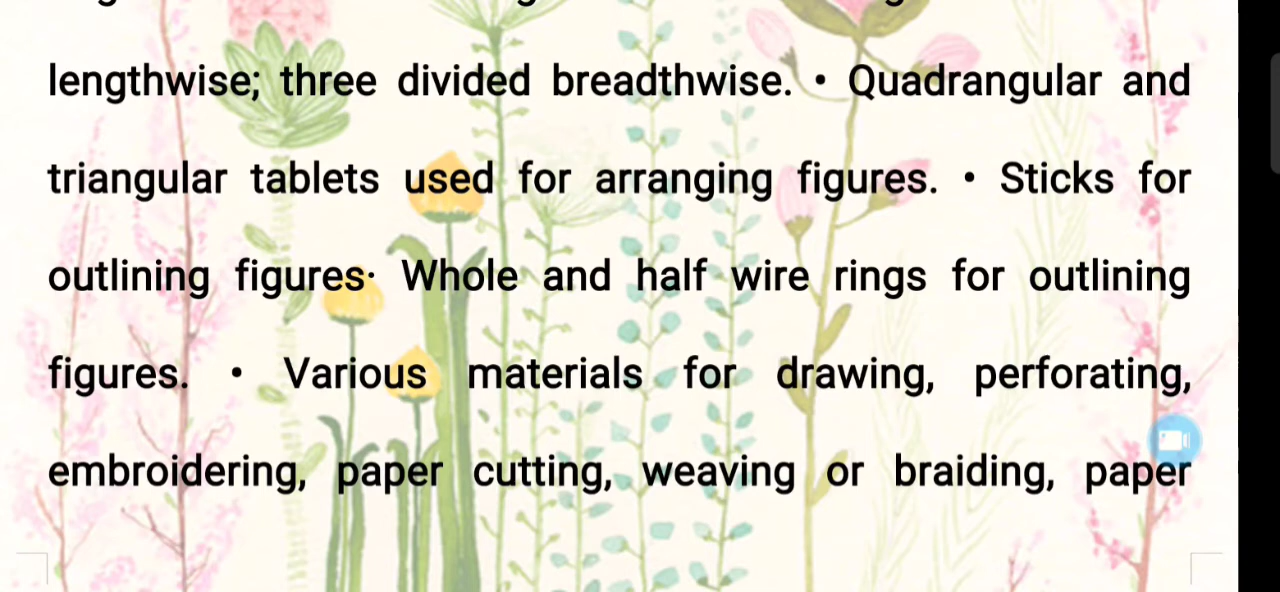 lengthwise; three divided breadthwise. • Quadrangular and
triangular tablets used for arranging figures. • Sticks for
outlining figures· Whole and half wire rings for outlining
figures. • Various materials for drawing, perforating,
embroidering, paper cutting, weaving or braiding, paper